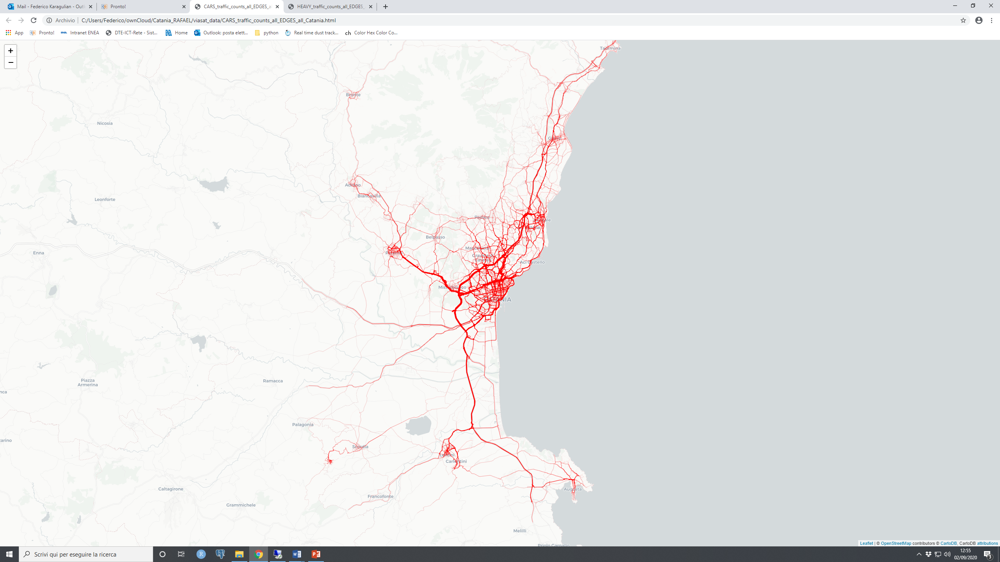 Mail - Federico Karagulian - Outl
Pronto!
CARS_traffic_counts_all_EDGES_a
HEAVY_traffic_counts_all_EDGES_
Archivio
C:/Users/Federico/ownCloud/Catania_RAFAEL/viasat_data/CARS_traffic_counts_all_EDGES_all_Catania.html
App
Pronto!
Intranet ENEA
DTE-ICT-Rete - Sist...
Home
Outlook: posta elett...
python
Real time dust track...
ch
Color Hex Color Co...
+
−
Taormina
Bronte
Nicosia
Giarre
Adrano
Biancavilla
Leonforte
Pedara
Belpasso
Mascalucia
Enna
Gravina di
Catania
Aci Castello
Misterbianco
Piazza
Armerina
Ramacca
Palagonia
Scordia
Lentini
Carlentini
Caltagirone
Augusta
Francofonte
Grammichele
Melilli
Priolo Gargallo
Leaflet | © OpenStreetMap contributors © CartoDB, CartoDB attributions
Scrivi qui per eseguire la ricerca
12:55
02/09/2020
3